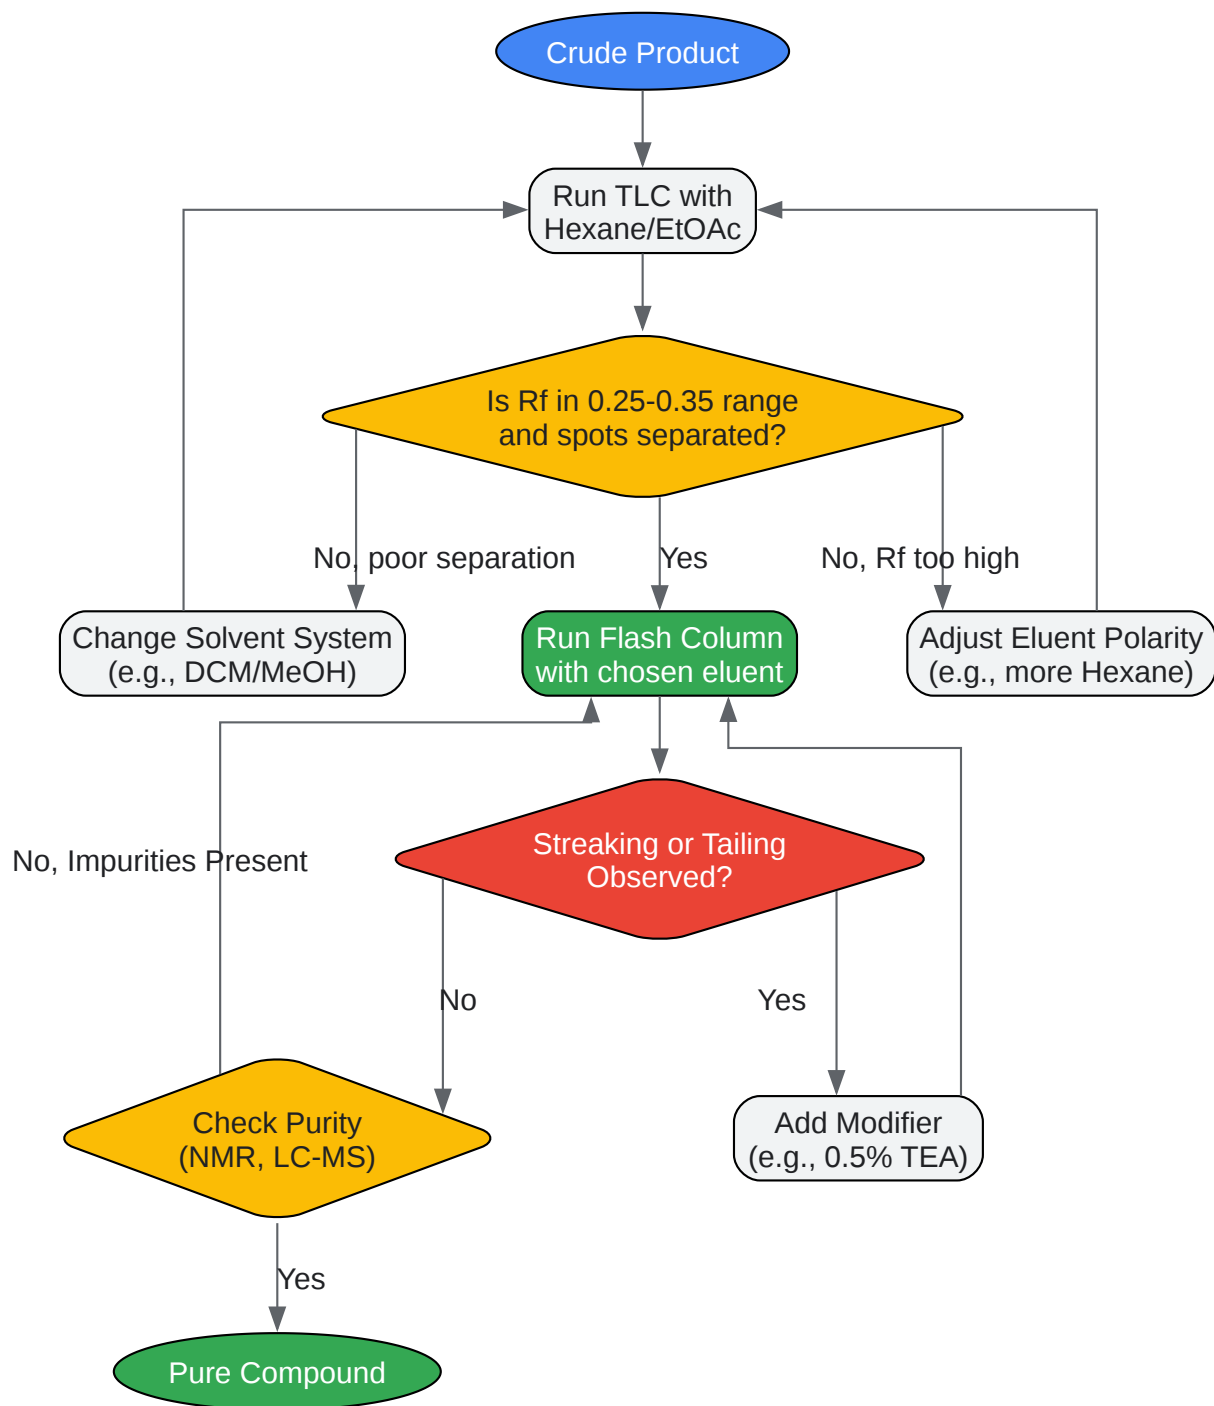 Crude Product
Run TLC with
Hexane/EtOAc
Is Rf in 0.25-0.35 range
and spots separated?
No, poor separation
Yes
No, Rf too high
Change Solvent System
(e.g., DCM/MeOH)
Run Flash Column
with chosen eluent
Adjust Eluent Polarity
(e.g., more Hexane)
Streaking or Tailing
Observed?
No, Impurities Present
No
Yes
Check Purity
(NMR, LC-MS)
Add Modifier
(e.g., 0.5% TEA)
Yes
Pure Compound